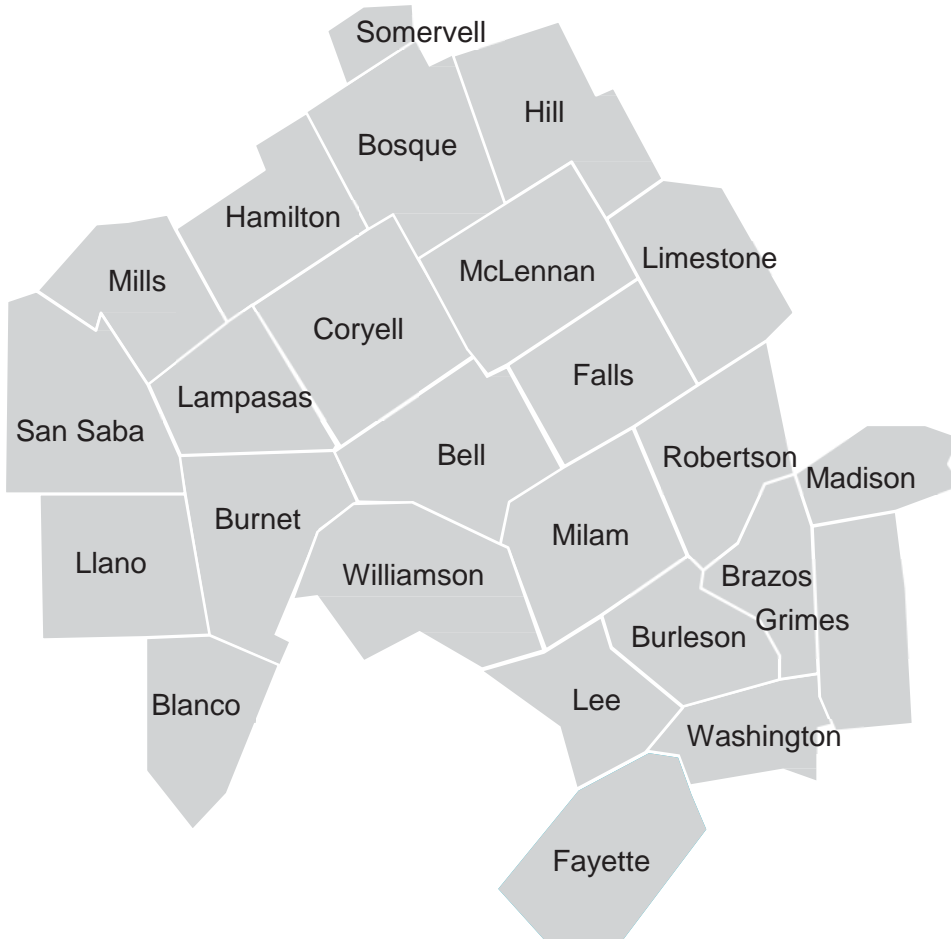 Somervell
Hill
Bosque
Hamilton
Limestone
McLennan
Mills
Coryell
Falls
Lampasas
San Saba
Bell
Robertson
Madison
Burnet
Milam
Llano
Williamson
Brazos
Grimes
Burleson
Lee
Blanco
Washington
Fayette